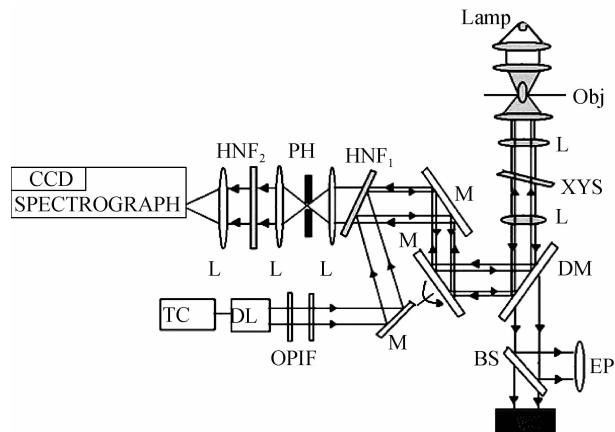 Lamp
Obj
L
HNF₂ PH HNF₁
M
XYS
CCD
SPECTROGRAPH
L
M
L L L
DM
TC DL
OPIF
M
BS EP